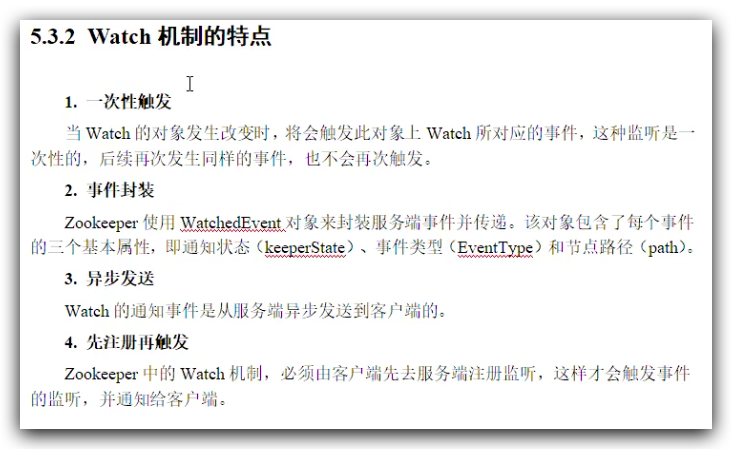 5.3.2 Watch 机制的特点
1. 一次性触发
当 Watch 的对象发生改变时，将会触发此对象上 Watch 所对应的事件，这种监听是一
次性的，后续再次发生同样的事件，也不会再次触发。
2. 事件封装
Zookeeper 使用 WatchedEvent 对象来封装服务端事件并传递。该对象包含了每个事件
的三个基本属性，即通知状态（keeperState）、事件类型（EventType）和节点路径（path）。
3. 异步发送
Watch 的通知事件是从服务端异步发送到客户端的。
4. 先注册再触发
Zookeeper 中的 Watch 机制，必须由客户端先去服务端注册监听，这样才会触发事件
的监听，并通知给客户端。